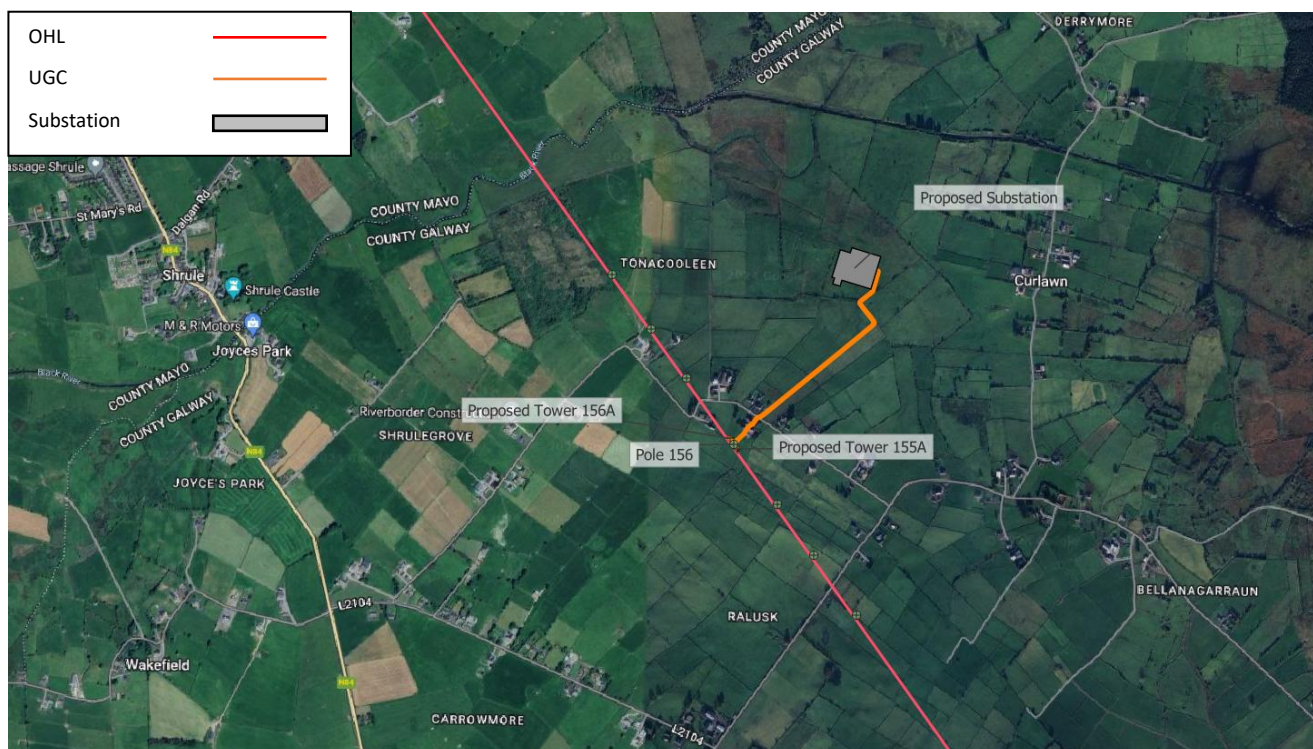 OHL
UGC
Substation
DERRYMORE
COUNTY MAYO
COUNTY GALWAY
assage Shrule
St Mary's Rd
Dalgan Rd
Black River
COUNTY MAYO
COUNTY GALWAY
Proposed Substation
N84
Shrule
TONACOOLEEN
Curlawn
Shrule Castle
M & R Motors
Joyces Park
Black River
COUNTY MAYO
COUNTY GALWAY
Riverborder Const
Proposed Tower 156A
SHRULEGROVE
Pole 156
Proposed Tower 155A
N84
JOYCE'S PARK
L2104
RALUSK
BELLANAGARRAUN
Wakefield
N84
CARROWMORE
L2104